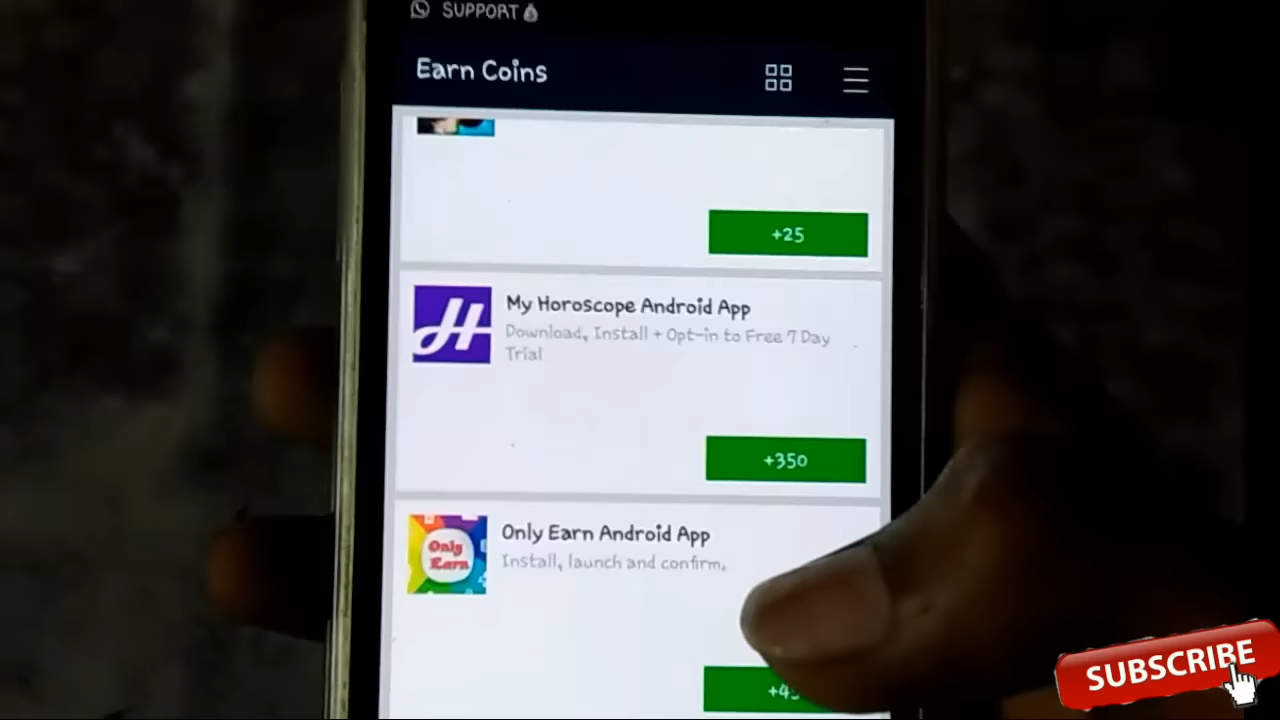 SUPPORT
Earn Coins
+25
My Horoscope Android App
Download, Install + Opt-in to Free 7 Day
Trial
+350
Only Earn Android App
Only
Earn
Install, launch and confirm.
SUBSCRIBE